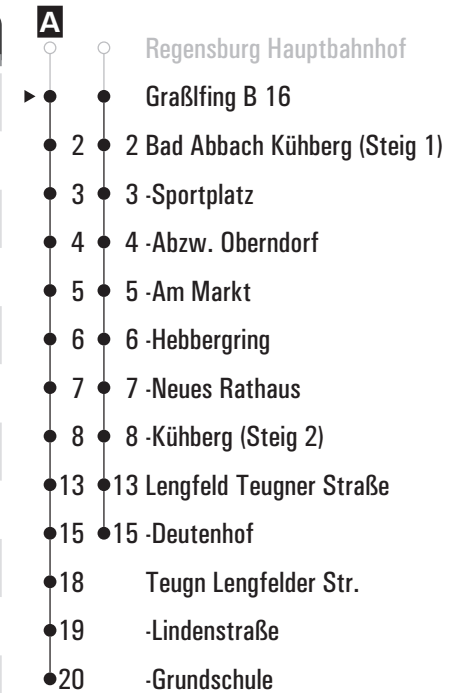 A
Regensburg Hauptbahnhof
Graßlfing B 16
2 2 Bad Abbach Kühberg (Steig 1)
3 3 -Sportplatz
4 4 -Abzw. Oberndorf
5 5 -Am Markt
6 6 -Hebbergring
7 7 -Neues Rathaus
8 8 -Kühberg (Steig 2)
13 13 Lengfeld Teugner Straße
15 15 -Deutenhof
18 Teugn Lengfelder Str.
19 -Lindenstraße
20 -Grundschule